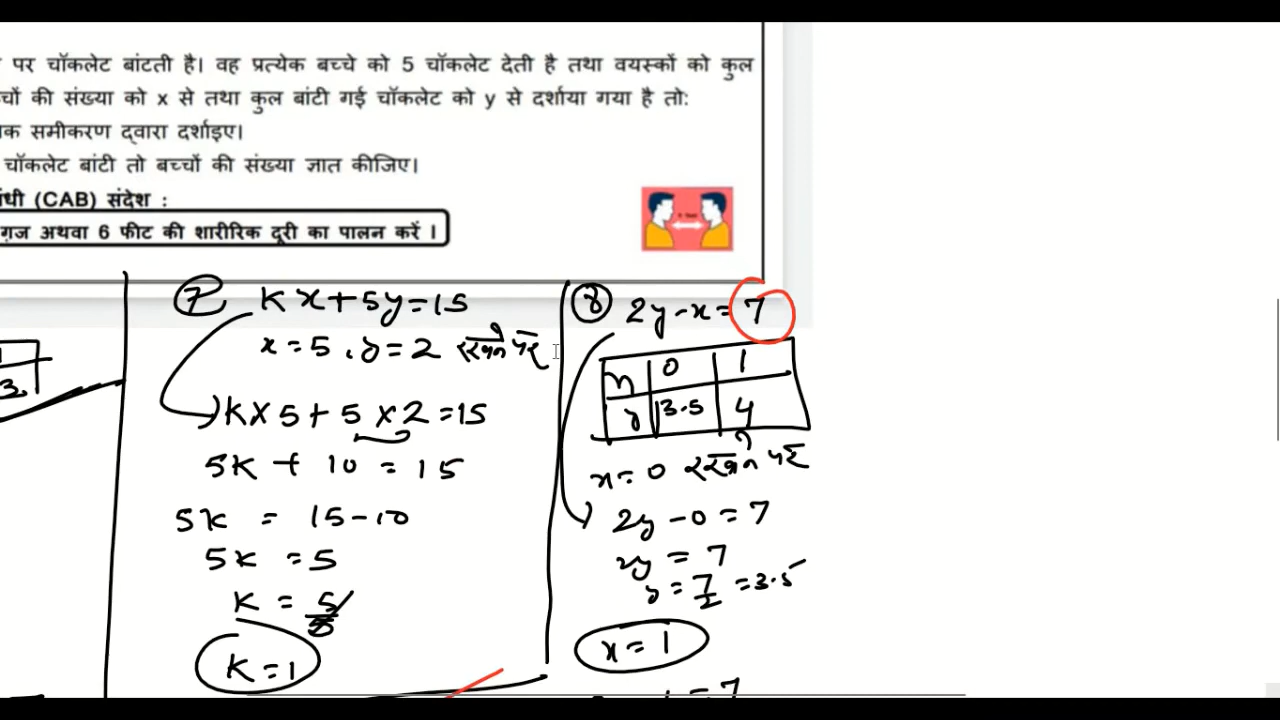 पर चॉकलेट बांटती है। वह प्रत्येक बच्चे को 5 चॉकलेट देती है तथा वयस्कों को कुल
चों की संख्या को x से तथा कुल बांटी गई चॉकलेट को y से दर्शाया गया है तो:
क समीकरण द्वारा दर्शाइए।
चॉकलेट बांटी तो बच्चों की संख्या ज्ञात कीजिए।
ंधी (CAB) संदेश :
ग़ज अथवा 6 फीट की शारीरिक दूरी का पालन करें ।
7 kx+5y=15
x=5, y=2 रखने पर
k×5+5×2=15
5k + 10 = 15
5k = 15-10
5k = 5
k = 5/5
k=1
8 2y-x=7
x 0 1
y 3.5 4
x=0 रखने पर
2y-0=7
2y = 7
y = 7/2 = 3.5
x=1
=7
3